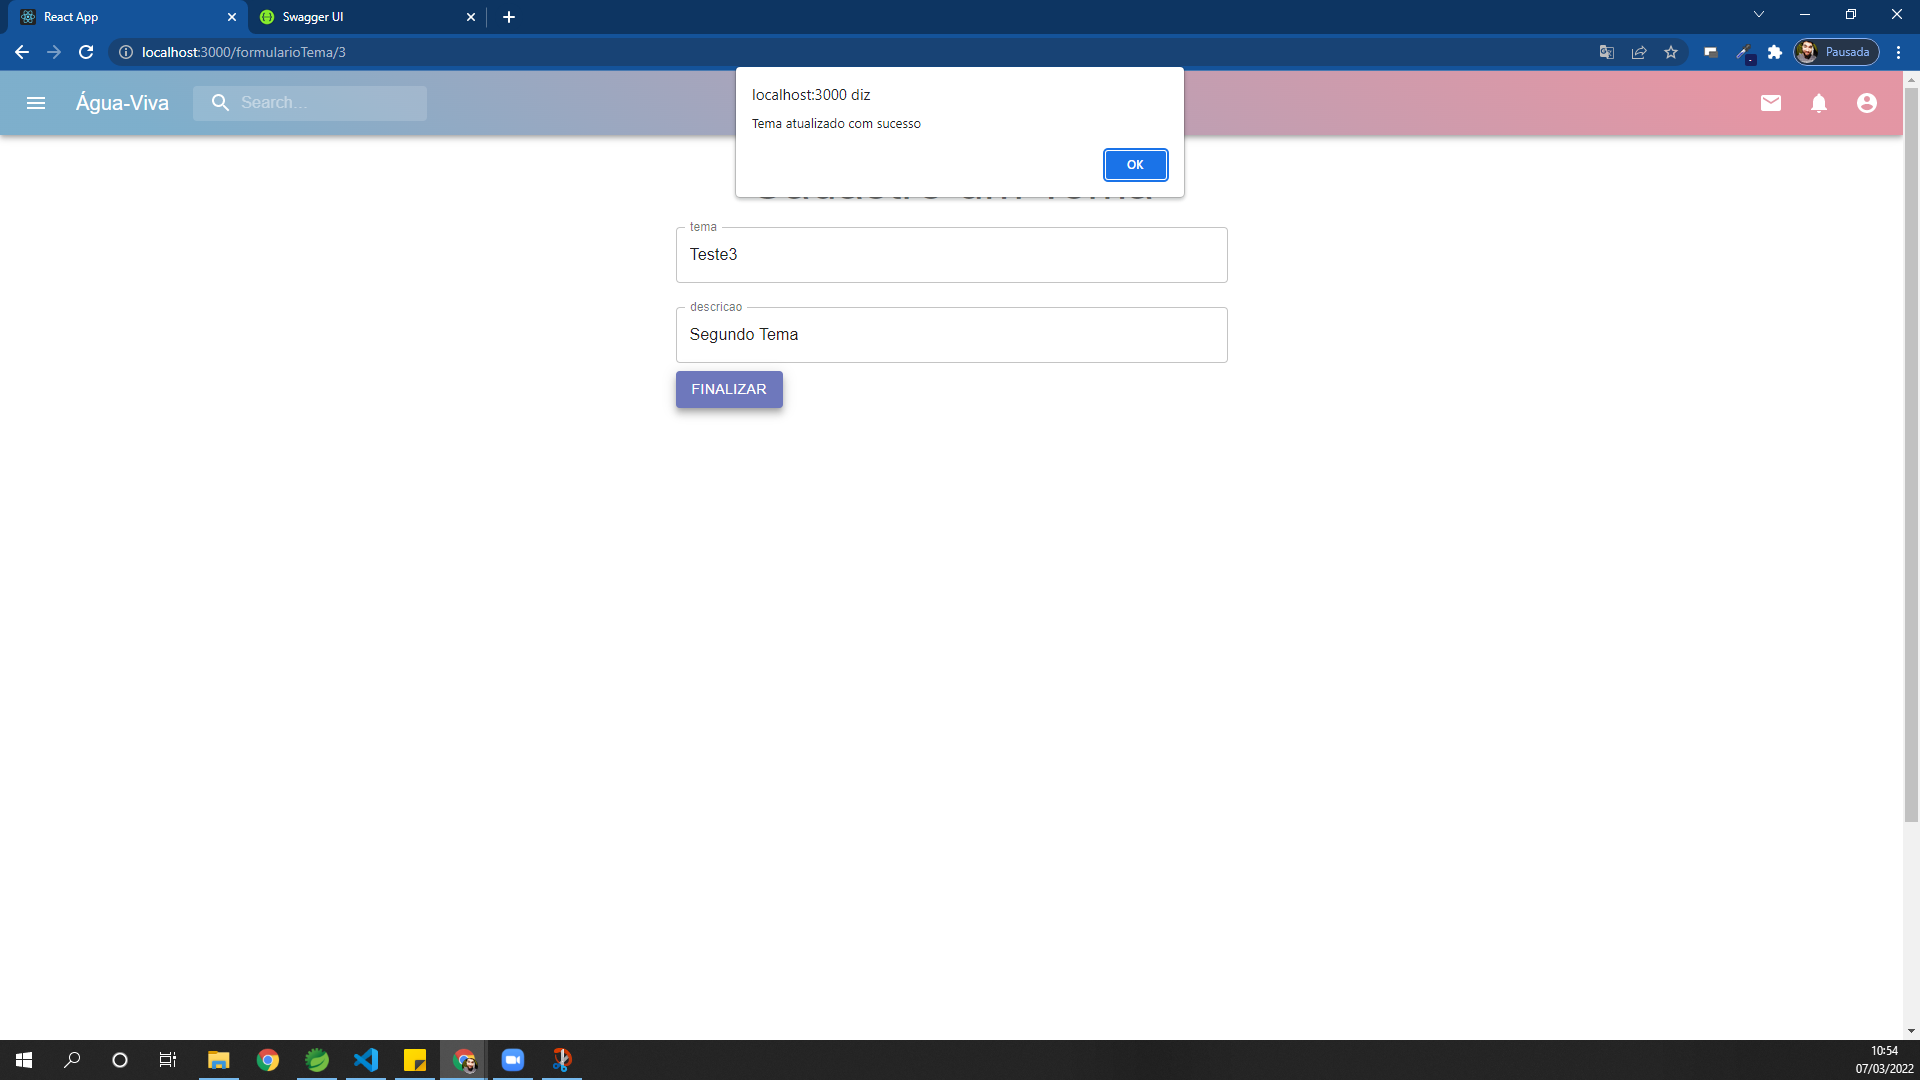 React App
Swagger UI
localhost:3000/formularioTema/3
Pausada
Água-Viva
Search...
localhost:3000 diz
Tema atualizado com sucesso
OK
tema
Teste3
descricao
Segundo Tema
FINALIZAR
10:54
07/03/2022